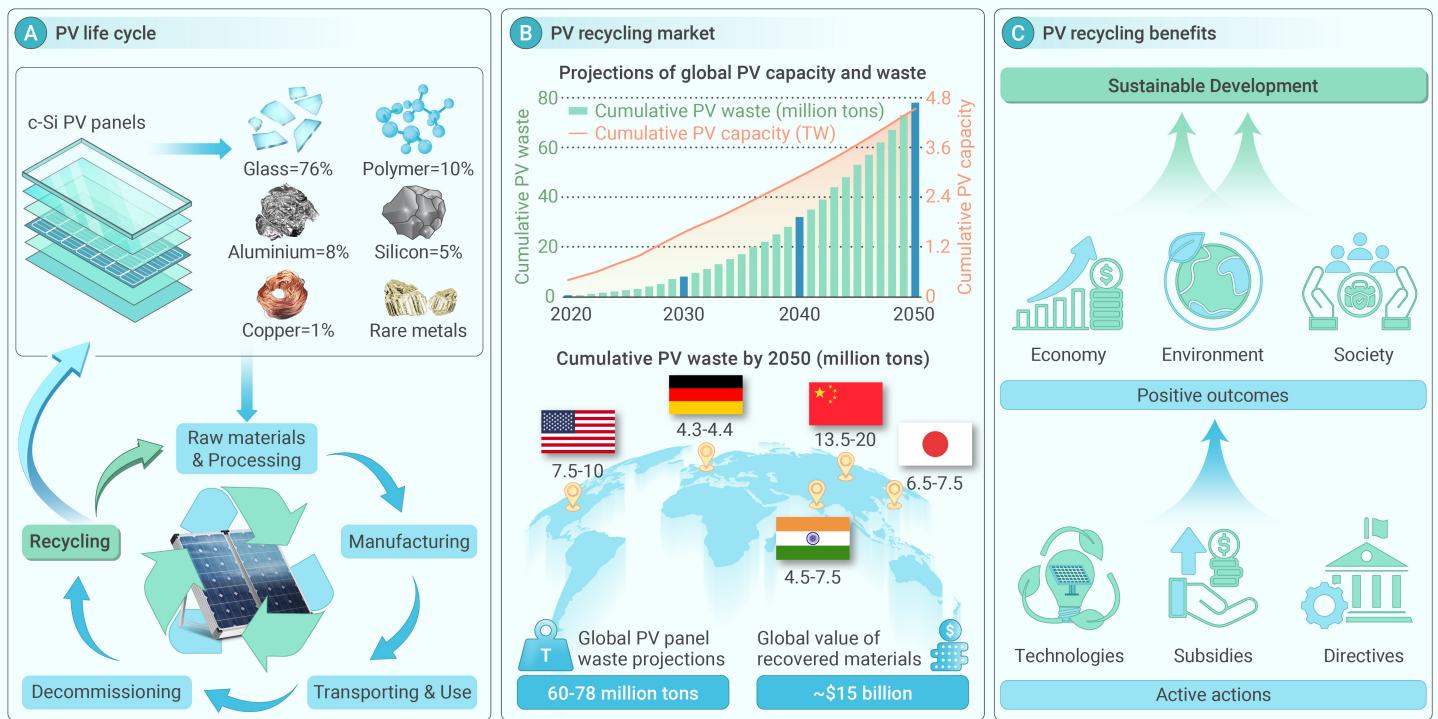 A PV life cycle
c-Si PV panels
Glass=76%
Polymer=10%
Aluminium=8%
Silicon=5%
Copper=1%
Rare metals
Raw materials
& Processing
Recycling
Manufacturing
Decommissioning
Transporting & Use
B PV recycling market
Projections of global PV capacity and waste
Cumulative PV waste
80
60
40
20
0
Cumulative PV waste (million tons)
Cumulative PV capacity (TW)
4.8
3.6
2.4
1.2
0
Cumulative PV capacity
2020
2030
2040
2050
Cumulative PV waste by 2050 (million tons)
7.5-10
4.3-4.4
13.5-20
6.5-7.5
4.5-7.5
T
Global PV panel
waste projections
60-78 million tons
Global value of
recovered materials
$
~$15 billion
C PV recycling benefits
Sustainable Development
$
Economy
Environment
Society
Positive outcomes
$
Technologies
Subsidies
Directives
Active actions